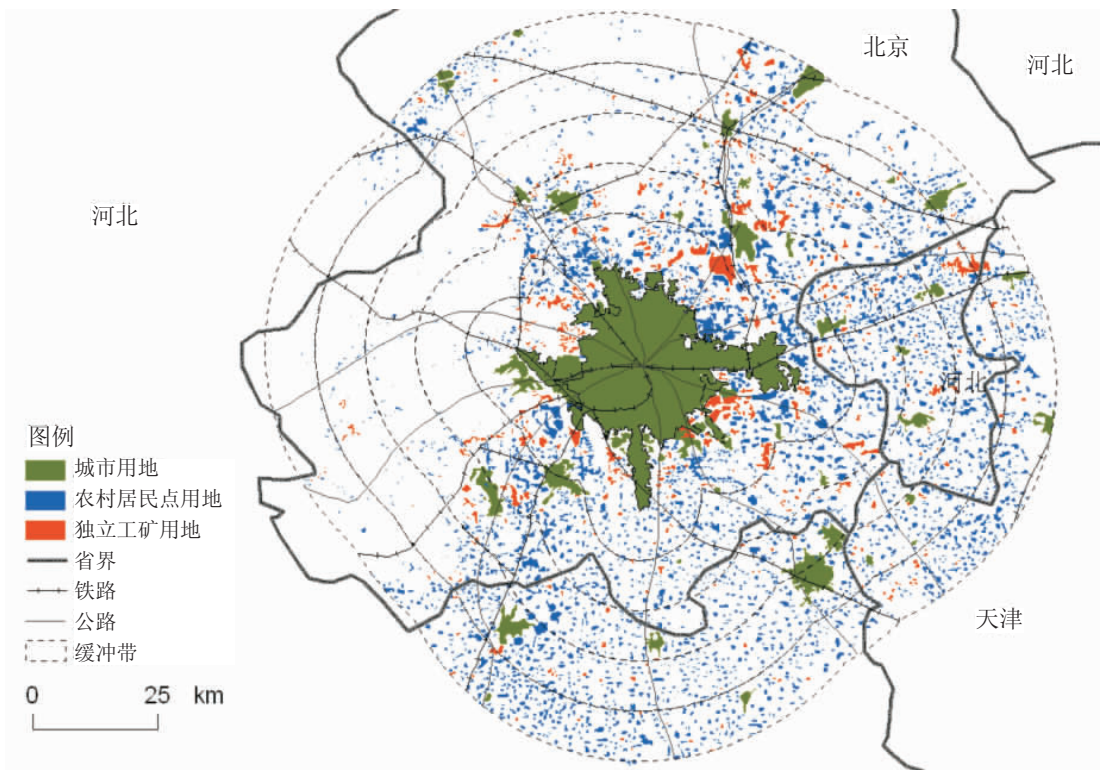 北京
河北
河北
河北
图例
城市用地
农村居民点用地
独立工矿用地
省界
铁路
公路
缓冲带
天津
0 25 km